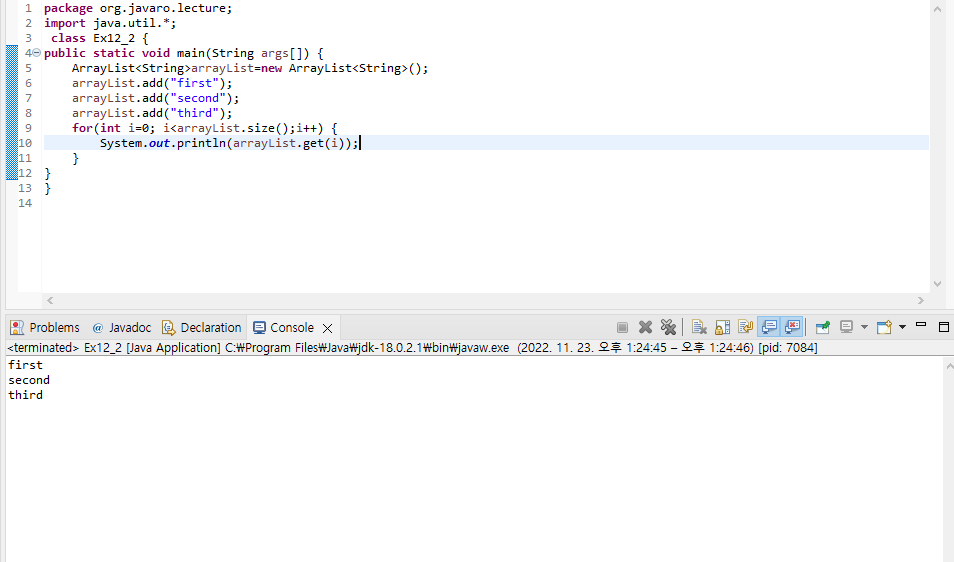 1 package org.javaro.lecture;
2 import java.util.*;
3  class Ex12_2 {
4 public static void main(String args[]) {
5     ArrayList<String>arrayList=new ArrayList<String>();
6     arrayList.add("first");
7     arrayList.add("second");
8     arrayList.add("third");
9     for(int i=0; i<arrayList.size();i++) {
10         System.out.println(arrayList.get(i));
11     }
12 }
13 }
14
Problems @ Javadoc Declaration Console
<terminated> Ex12_2 [Java Application] C:₩Program Files₩Java₩jdk-18.0.2.1₩bin₩javaw.exe (2022. 11. 23. 오후 1:24:45 – 오후 1:24:46) [pid: 7084]
first
second
third